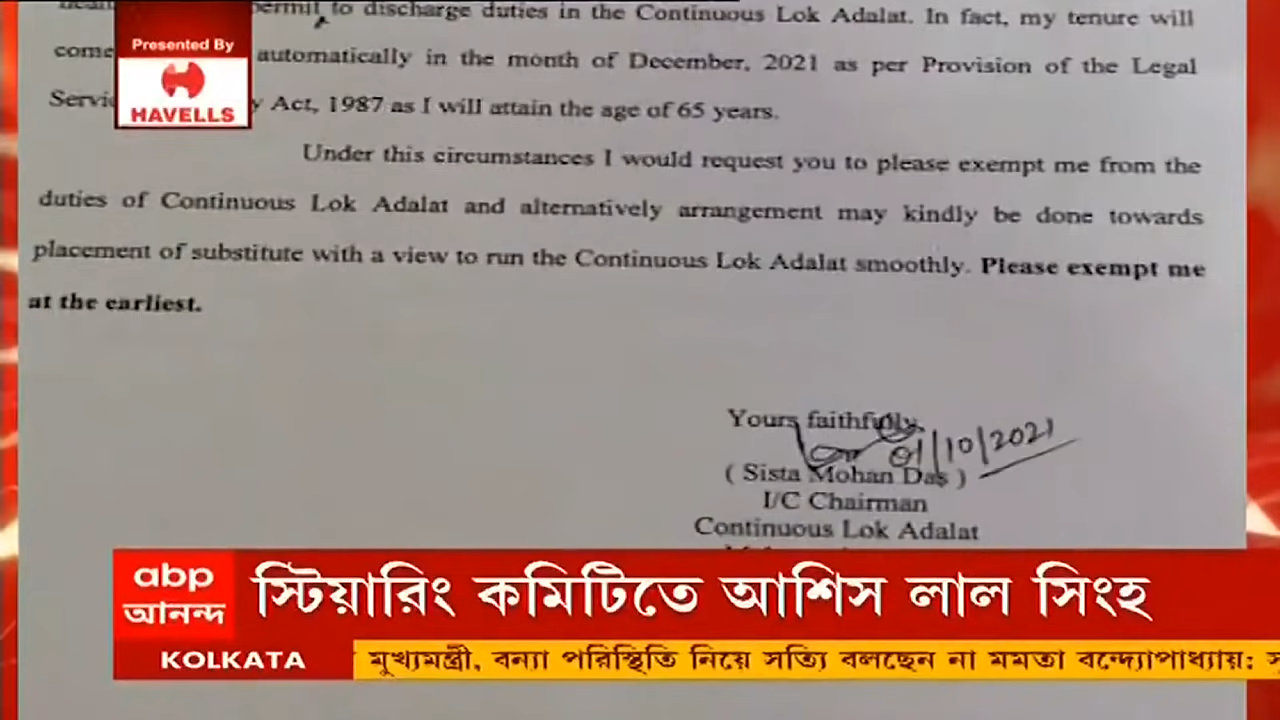 permit to discharge duties in the Continuous Lok Adalat. In fact, my tenure will
come automatically in the month of December, 2021 as per Provision of the Legal
Servic y Act, 1987 as I will attain the age of 65 years.
Under this circumstances I would request you to please exempt me from the
duties of Continuous Lok Adalat and alternatively arrangement may kindly be done towards
placement of substitute with a view to run the Continuous Lok Adalat smoothly. Please exempt me
at the earliest.
Presented By
HAVELLS
Yours faithfully,
01/10/2021
( Sista Mohan Das )
I/C Chairman
Continuous Lok Adalat
abp
আনন্দ
স্টিয়ারিং কমিটিতে আশিস লাল সিংহ
KOLKATA
মুখ্যমন্ত্রী, বন্যা পরিস্থিতি নিয়ে সত্যি বলছেন না মমতা বন্দ্যোপাধ্যায়: